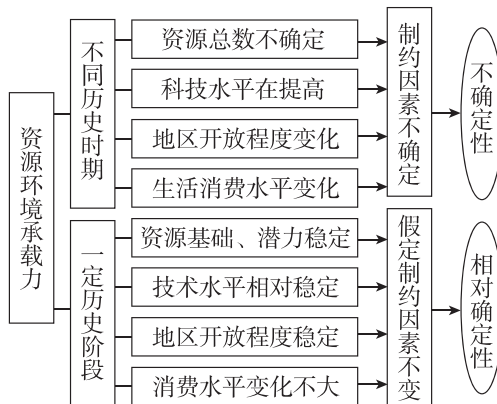 资源环境承载力
不同历史时期
资源总数不确定
科技水平在提高
地区开放程度变化
生活消费水平变化
制约因素不确定
不确定性
一定历史阶段
资源基础、潜力稳定
技术水平相对稳定
地区开放程度稳定
消费水平变化不大
假定制约因素不变
相对确定性